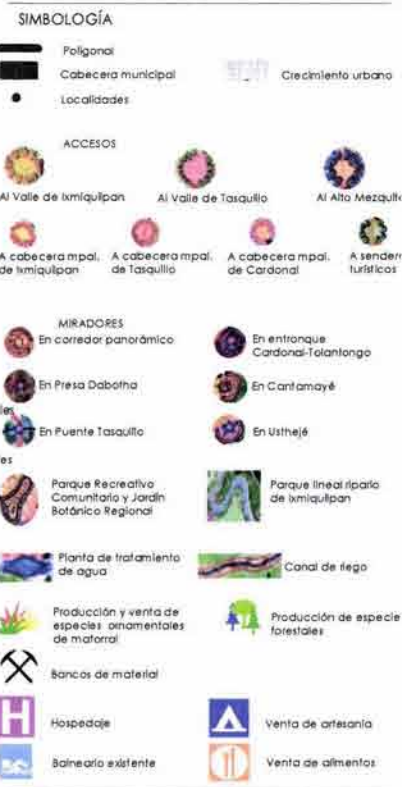 SIMBOLOGÍA
Poligonal
Cabecera municipal
Crecimiento urbano
Localidades
ACCESOS
Al Valle de Ixmiquilpan
Al Valle de Tasquillo
Al Alto Mezquit
A cabecera mpal.
de Ixmiquilpan
A cabecera mpal.
de Tasquillo
A cabecera mpal.
de Cardonal
A sender
turísticos
MIRADORES
En corredor panorámico
En entronque
Cardonal-Tolantongo
En Presa Dabotha
En Cantamayé
les
En Puente Tasquillo
En Usthejé
es
Parque Recreativo
Comunitario y Jardín
Botánico Regional
Parque lineal ripario
de Ixmiquilpan
Planta de tratamiento
de agua
Canal de riego
Producción y venta de
especies ornamentales
de matorral
Producción de especie
forestales
Bancos de material
H
Hospedaje
Venta de artesanía
Balneario existente
Venta de alimentos